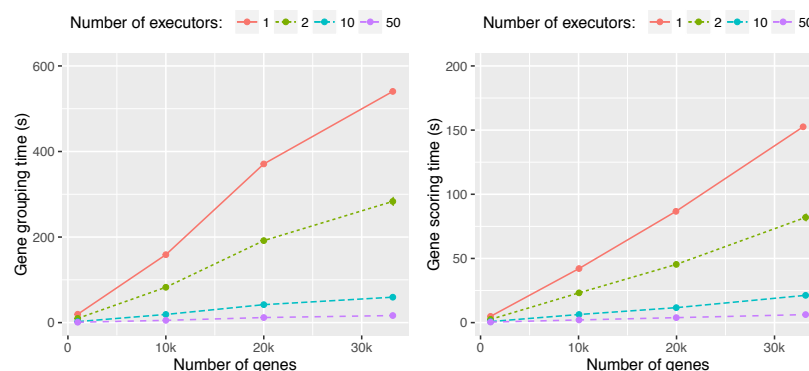 Number of executors: 1 2 10 50
Gene grouping time (s)
600
400
200
0
0 10k 20k 30k
Number of genes
Number of executors: 1 2 10 50
Gene scoring time (s)
200
150
100
50
0
0 10k 20k 30k
Number of genes